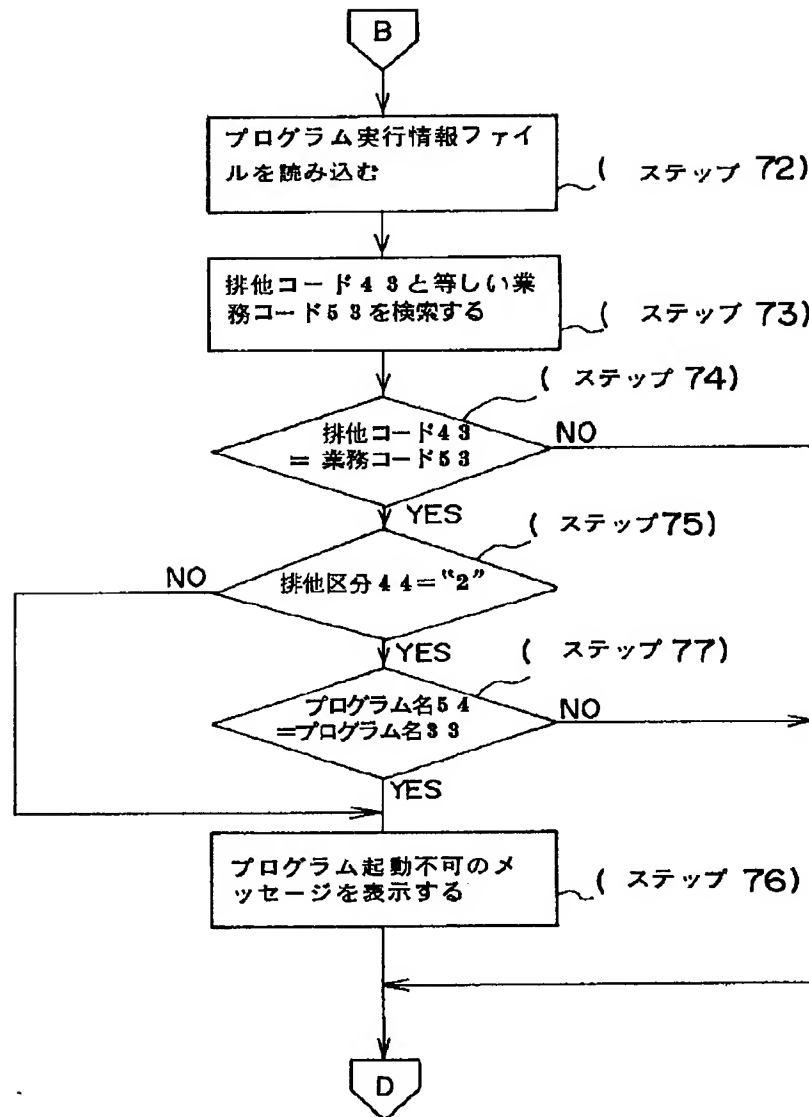 B
プログラム実行情報ファイ
ルを読み込む
( ステップ 72)
排他コード43と等しい業
務コード53を検索する
( ステップ 73)
( ステップ 74)
排他コード43
= 業務コード53
NO
YES
( ステップ75)
NO
排他区分44=“2”
YES
( ステップ 77)
プログラム名54
=プログラム名33
NO
YES
プログラム起動不可のメ
ッセージを表示する
( ステップ 76)
D